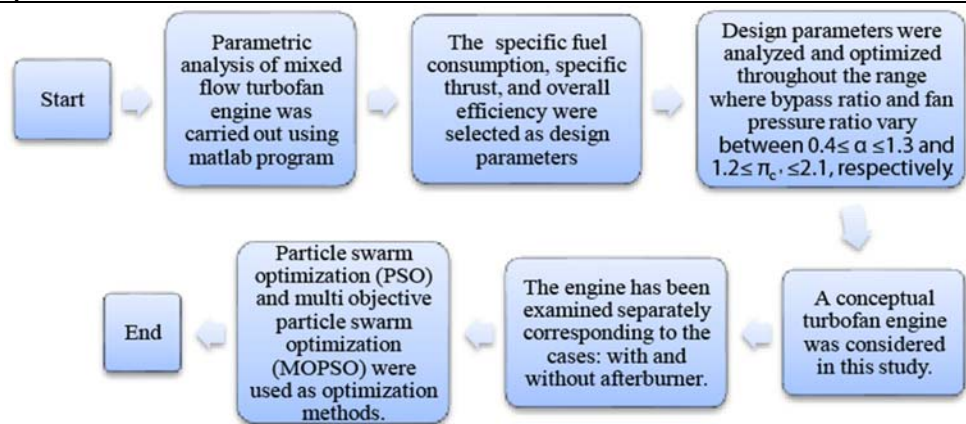 Start
Parametric
analysis of mixed
flow turbofan
engine was
carried out using
matlab program
The specific fuel
consumption, specific
thrust, and overall
efficiency were
selected as design
parameters
Design parameters were
analyzed and optimized
throughout the range
where bypass ratio and fan
pressure ratio vary
between 0.4≤ α ≤1.3 and
1.2≤ πc' ≤2.1, respectively.
A conceptual
turbofan engine
was considered
in this study.
The engine has been
examined separately
corresponding to the
cases: with and
without afterburner.
Particle swarm
optimization (PSO)
and multi objective
particle swarm
optimization
(MOPSO) were
used as optimization
methods.
End